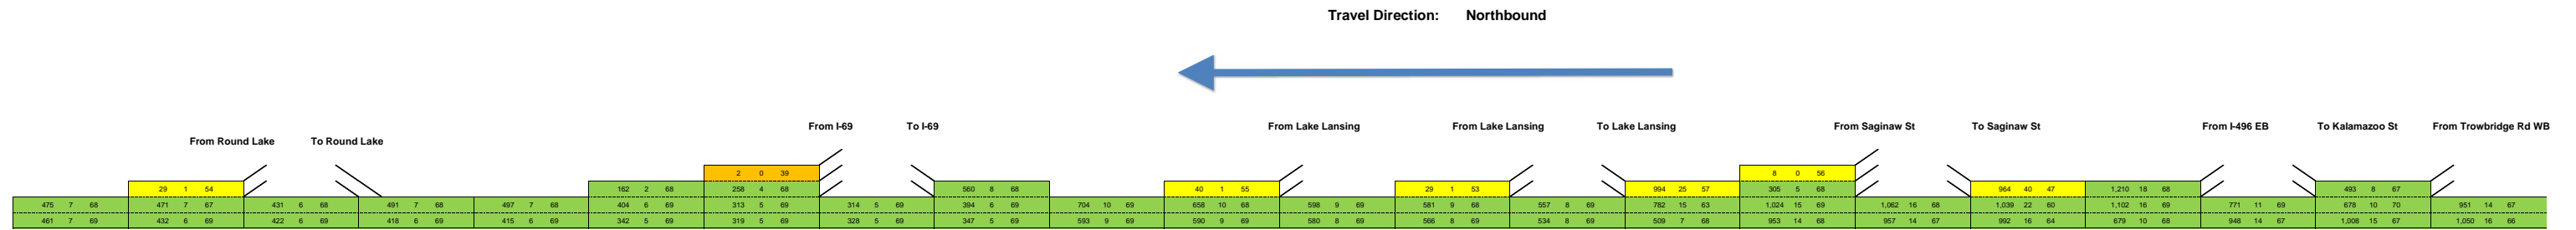 Travel Direction: Northbound
From I-69 To I-69 From Lake Lansing From Lake Lansing To Lake Lansing From Saginaw St To Saginaw St From I-496 EB To Kalamazoo St From Trowbridge Rd WB
From Round Lake To Round Lake
2 0 39 8 0 56
29 1 54 162 2 68 258 4 68 560 8 68 40 1 55 29 1 53 994 25 57 305 5 68 964 40 47 1,210 18 68 493 8 67
475 7 68 471 7 67 431 6 68 491 7 68 497 7 68 404 6 69 313 5 69 314 5 69 394 6 69 704 10 69 658 10 68 598 9 69 581 9 68 557 8 69 782 15 63 1,024 15 69 1,062 16 68 1,039 22 60 1,102 16 69 771 11 69 678 10 70 951 14 67
461 7 69 432 6 69 422 6 69 418 6 69 415 6 69 342 5 69 319 5 69 328 5 69 347 5 69 593 9 69 590 9 69 580 8 69 566 8 69 534 8 69 509 7 68 953 14 68 957 14 67 992 16 64 679 10 68 948 14 67 1,008 15 67 1,050 16 66